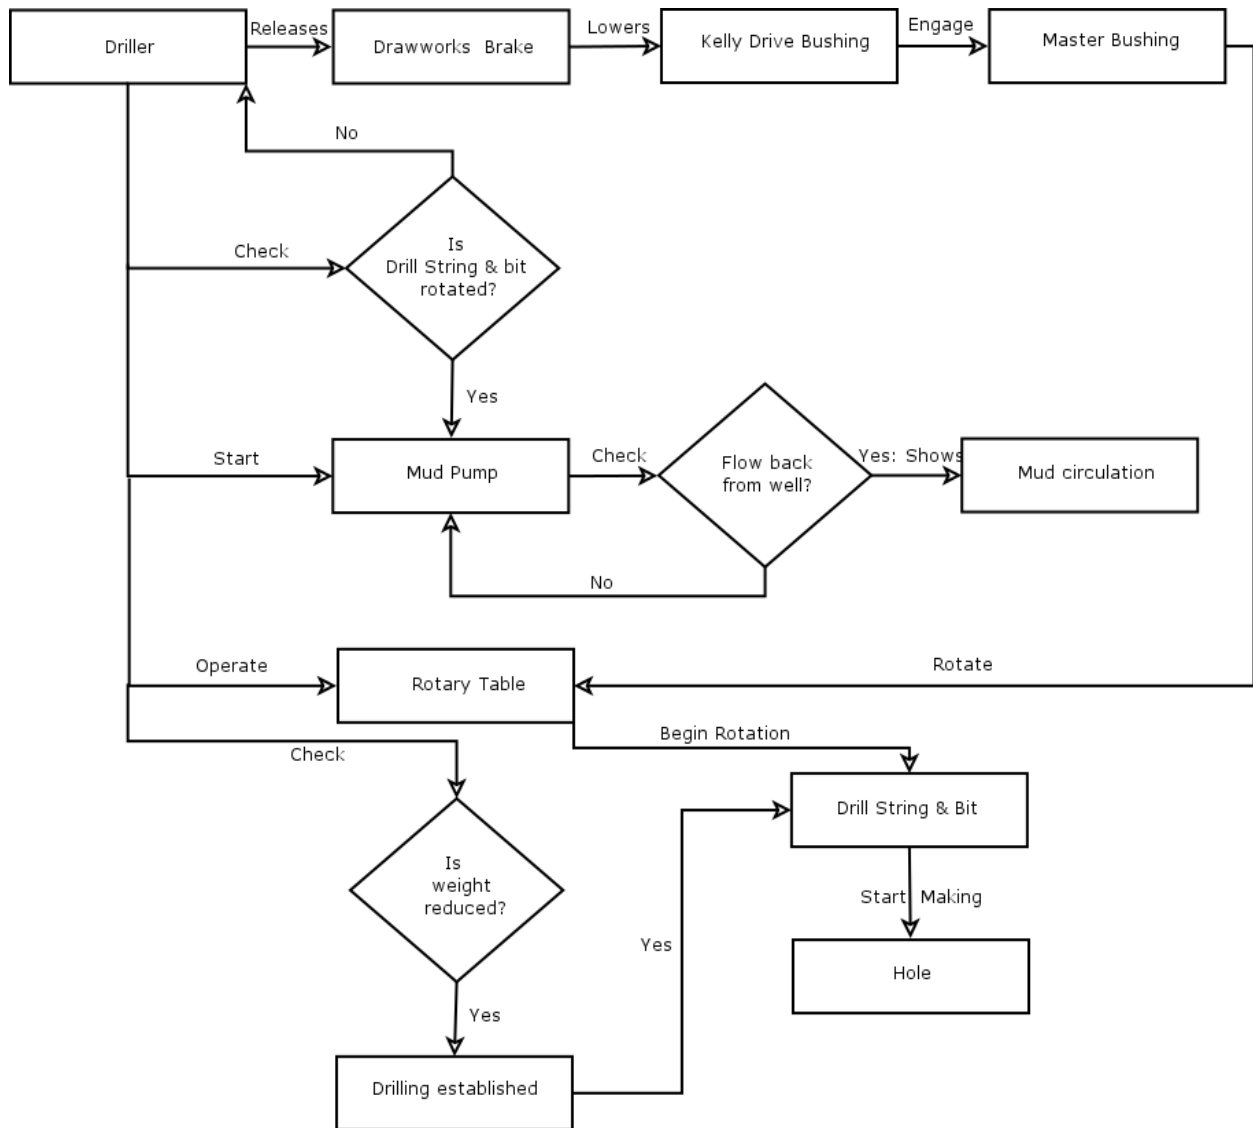 Driller
Releases
Drawworks Brake
Lowers
Kelly Drive Bushing
Engage
Master Bushing
No
Check
Is
Drill String & bit
rotated?
Yes
Start
Mud Pump
Check
Flow back
from well?
Yes: Shows
Mud circulation
No
Operate
Rotary Table
Rotate
Begin Rotation
Check
Drill String & Bit
Is
weight
reduced?
Start Making
Yes
Hole
Yes
Drilling established